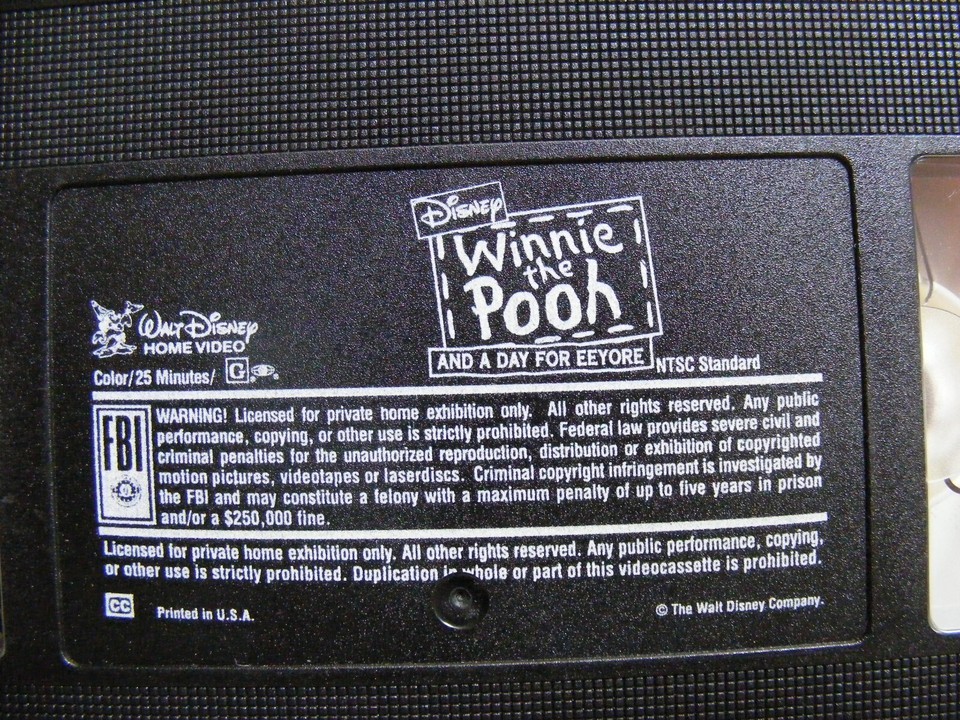 Disney
Winnie
the
Pooh
AND A DAY FOR EEYORE
Walt Disney
HOME VIDEO
Color/25 Minutes/ G
NTSC Standard
FBI
WARNING! Licensed for private home exhibition only. All other rights reserved. Any public
performance, copying, or other use is strictly prohibited. Federal law provides severe civil and
criminal penalties for the unauthorized reproduction, distribution or exhibition of copyrighted
motion pictures, videotapes or laserdiscs. Criminal copyright infringement is investigated by
the FBI and may constitute a felony with a maximum penalty of up to five years in prison
and/or a $250,000 fine.
Licensed for private home exhibition only. All other rights reserved. Any public performance, copying,
or other use is strictly prohibited. Duplication in whole or part of this videocassette is prohibited.
CC
Printed in U.S.A.
© The Walt Disney Company.